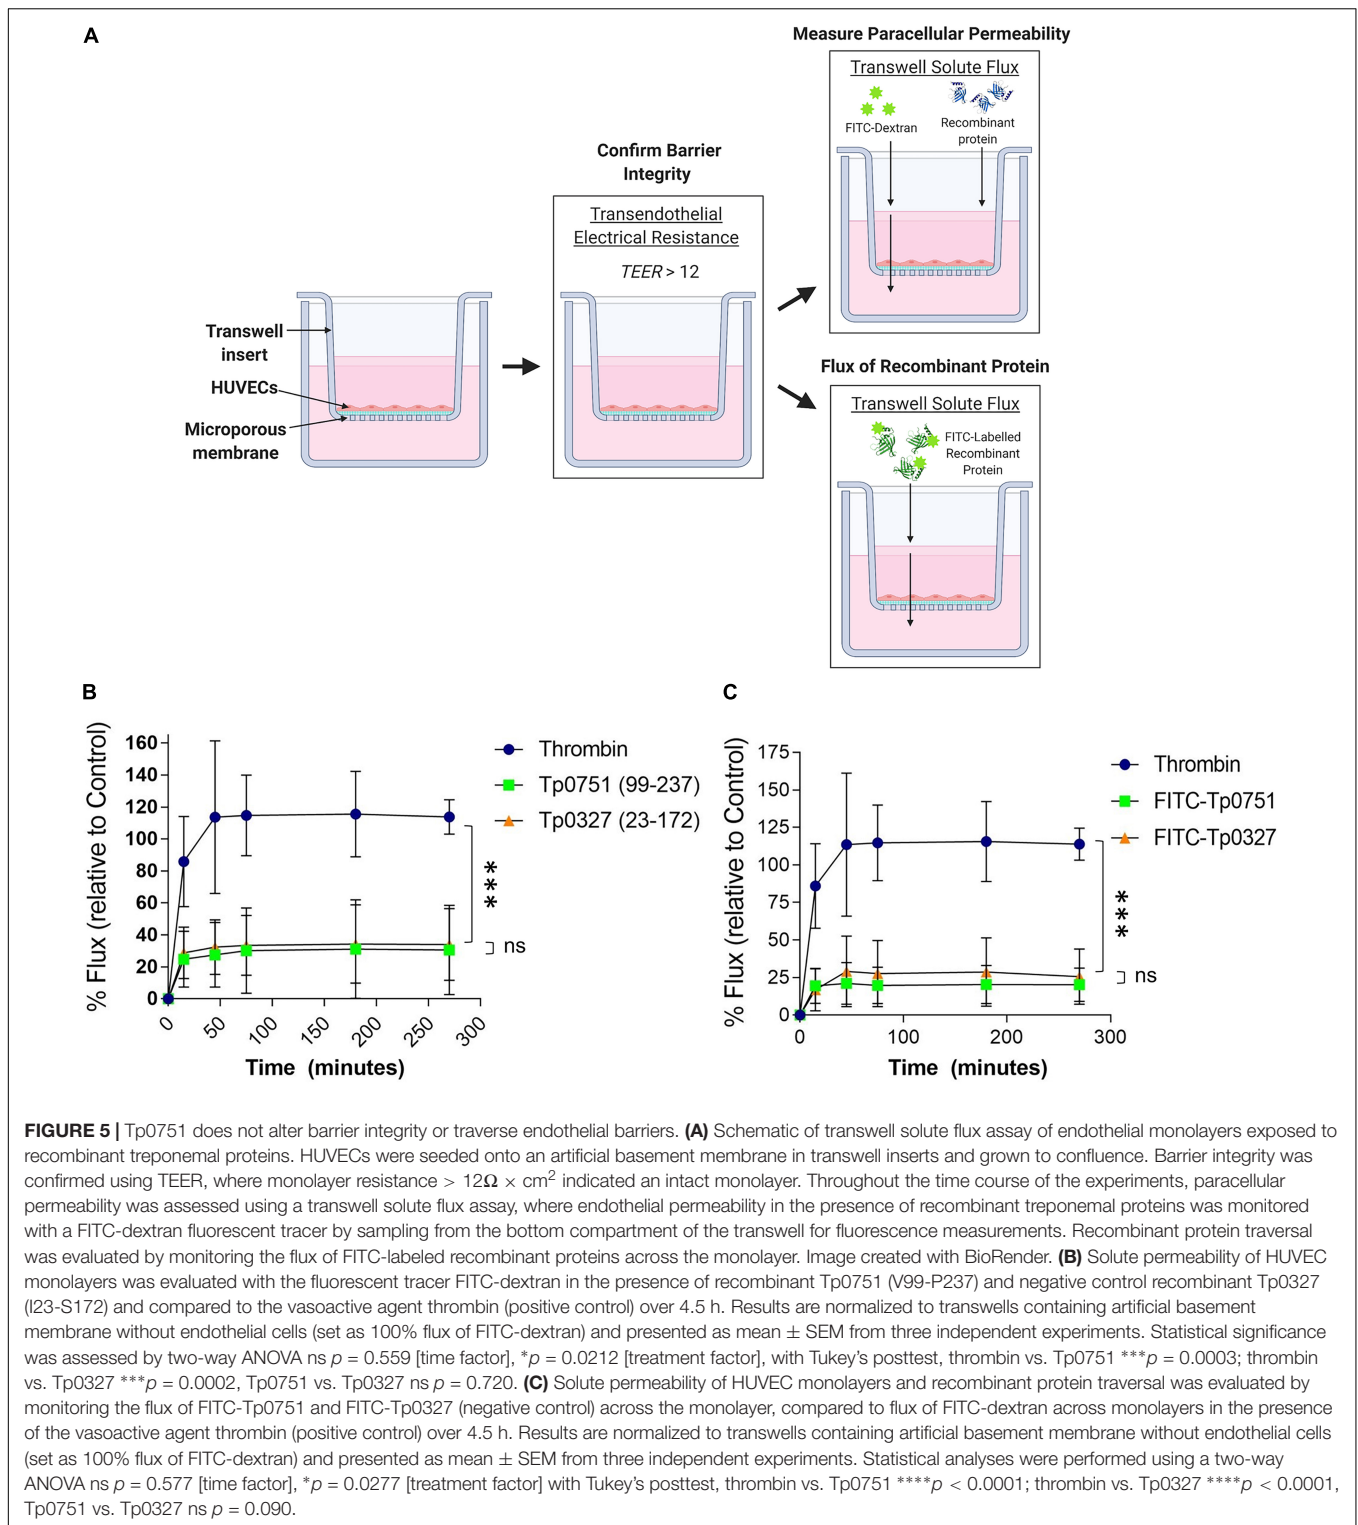 A
Measure Paracellular Permeability
Transwell Solute Flux
FITC-Dextran
Recombinant
protein
Confirm Barrier
Integrity
Transendothelial
Electrical Resistance
TEER > 12
Transwell
insert
HUVECs
Microporous
membrane
Flux of Recombinant Protein
Transwell Solute Flux
FITC-Labelled
Recombinant
Protein
B
% Flux (relative to Control)
160
140
120
100
80
60
40
20
0
0 50 100 150 200 250 300
Time (minutes)
Thrombin
Tp0751 (99-237)
Tp0327 (23-172)
***
ns
C
% Flux (relative to Control)
175
150
125
100
75
50
25
0
0 100 200 300
Time (minutes)
Thrombin
FITC-Tp0751
FITC-Tp0327
***
ns
FIGURE 5 | Tp0751 does not alter barrier integrity or traverse endothelial barriers. (A) Schematic of transwell solute flux assay of endothelial monolayers exposed to
recombinant treponemal proteins. HUVECs were seeded onto an artificial basement membrane in transwell inserts and grown to confluence. Barrier integrity was
confirmed using TEER, where monolayer resistance > 12Ω × cm² indicated an intact monolayer. Throughout the time course of the experiments, paracellular
permeability was assessed using a transwell solute flux assay, where endothelial permeability in the presence of recombinant treponemal proteins was monitored
with a FITC-dextran fluorescent tracer by sampling from the bottom compartment of the transwell for fluorescence measurements. Recombinant protein traversal
was evaluated by monitoring the flux of FITC-labeled recombinant proteins across the monolayer. Image created with BioRender. (B) Solute permeability of HUVEC
monolayers was evaluated with the fluorescent tracer FITC-dextran in the presence of recombinant Tp0751 (V99-P237) and negative control recombinant Tp0327
(I23-S172) and compared to the vasoactive agent thrombin (positive control) over 4.5 h. Results are normalized to transwells containing artificial basement
membrane without endothelial cells (set as 100% flux of FITC-dextran) and presented as mean ± SEM from three independent experiments. Statistical significance
was assessed by two-way ANOVA ns p = 0.559 [time factor], *p = 0.0212 [treatment factor], with Tukey's posttest, thrombin vs. Tp0751 ***p = 0.0003; thrombin
vs. Tp0327 ***p = 0.0002, Tp0751 vs. Tp0327 ns p = 0.720. (C) Solute permeability of HUVEC monolayers and recombinant protein traversal was evaluated by
monitoring the flux of FITC-Tp0751 and FITC-Tp0327 (negative control) across the monolayer, compared to flux of FITC-dextran across monolayers in the presence
of the vasoactive agent thrombin (positive control) over 4.5 h. Results are normalized to transwells containing artificial basement membrane without endothelial cells
(set as 100% flux of FITC-dextran) and presented as mean ± SEM from three independent experiments. Statistical analyses were performed using a two-way
ANOVA ns p = 0.577 [time factor], *p = 0.0277 [treatment factor] with Tukey's posttest, thrombin vs. Tp0751 ****p < 0.0001; thrombin vs. Tp0327 ****p < 0.0001,
Tp0751 vs. Tp0327 ns p = 0.090.